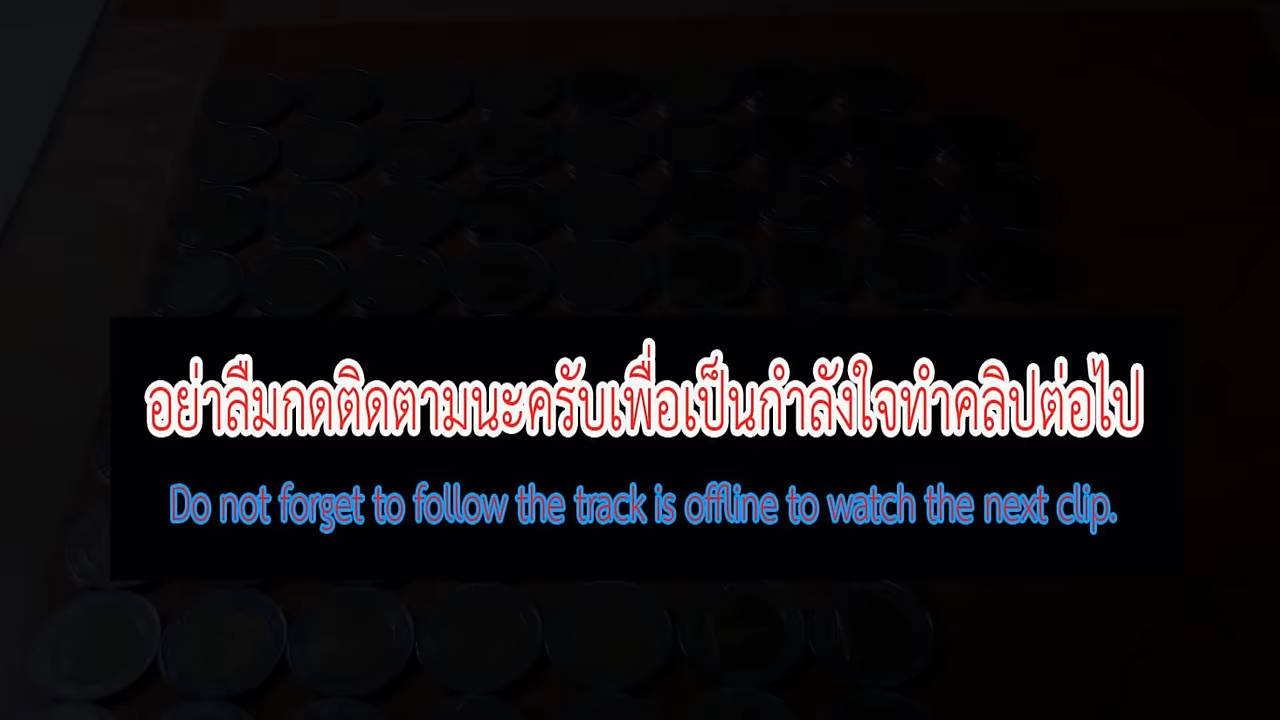 อย่าลืมกดติดตามนะครับเพื่อเป็นกำลังใจทำคลิปต่อไป
Do not forget to follow the track is offline to watch the next clip.